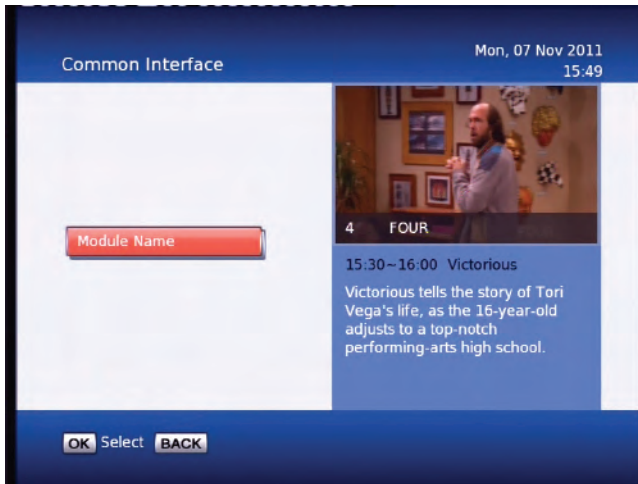 Common Interface
Mon, 07 Nov 2011
15:49
Module Name
4 FOUR
15:30~16:00 Victorious
Victorious tells the story of Tori
Vega's life, as the 16-year-old
adjusts to a top-notch
performing-arts high school.
OK Select BACK